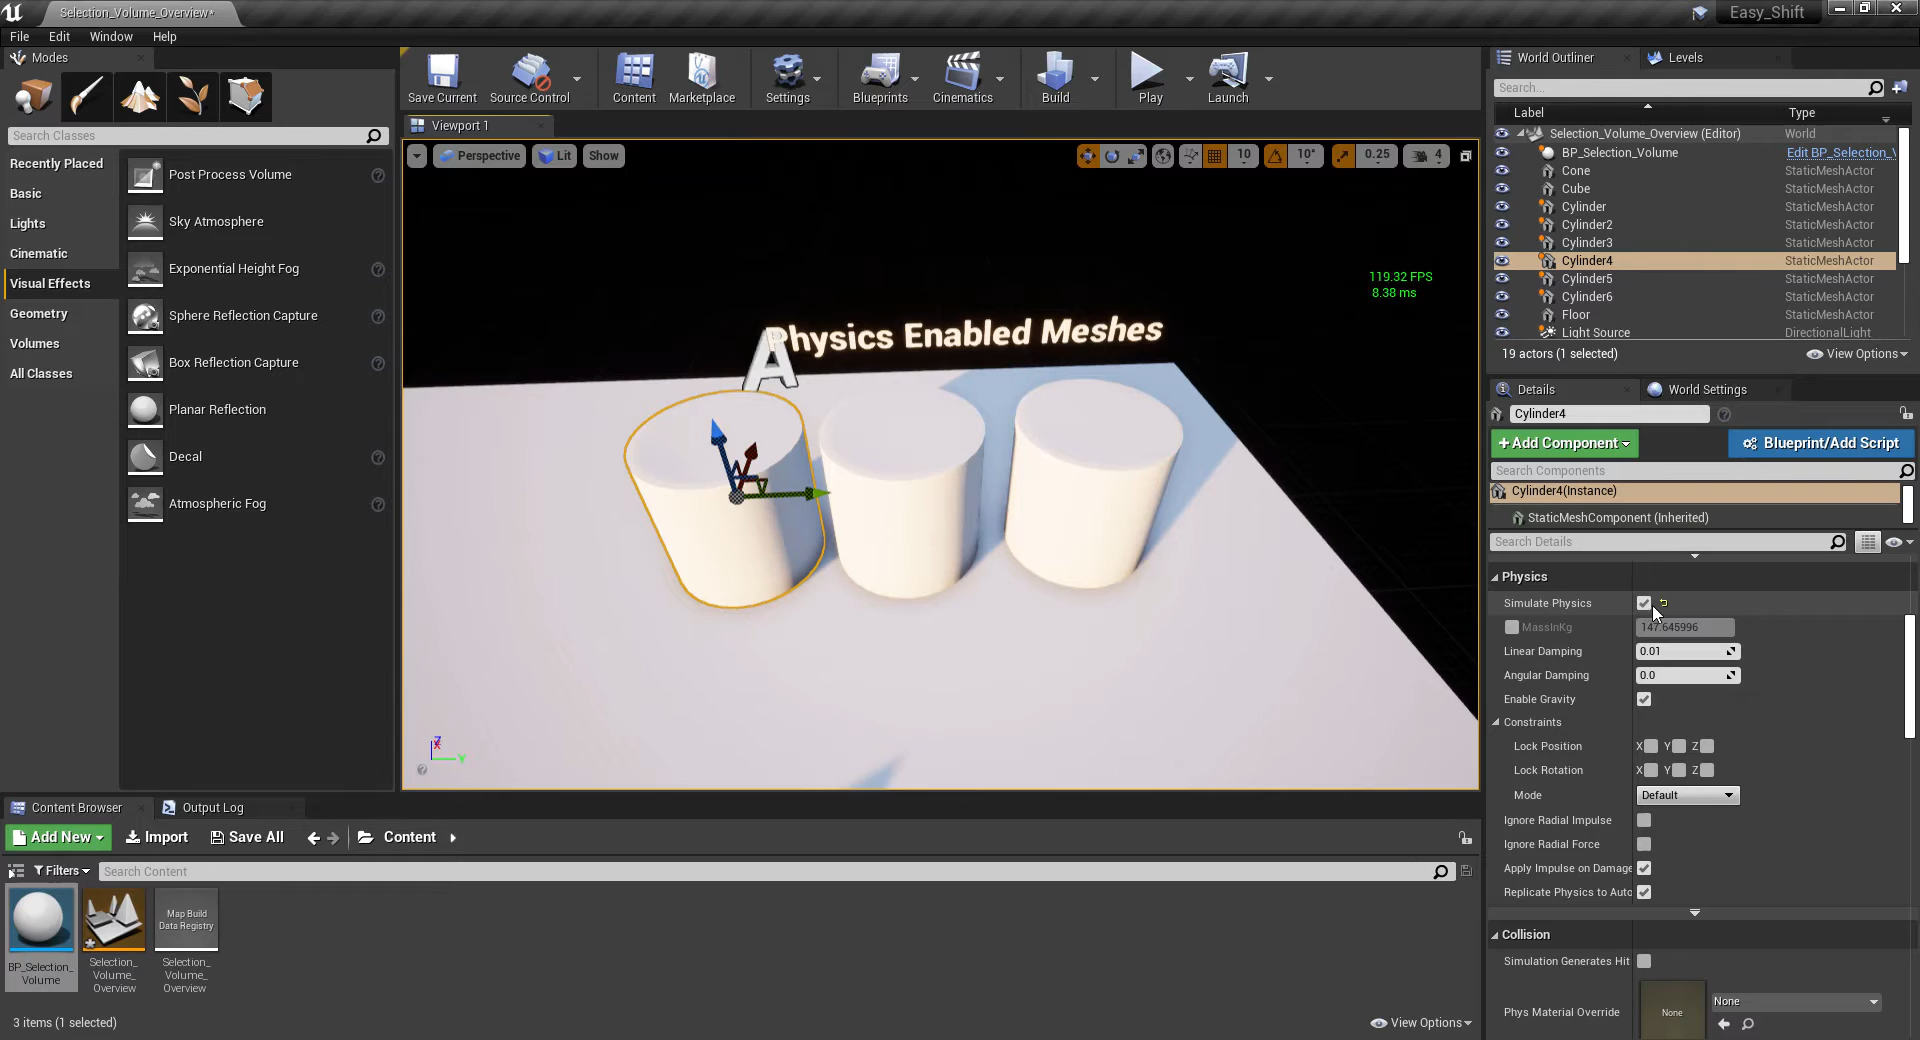 Selection_Volume_Overview*
Easy_Shift
File Edit Window Help
Modes
Search Classes
Recently Placed
Basic
Lights
Cinematic
Visual Effects
Geometry
Volumes
All Classes
Post Process Volume
Sky Atmosphere
Exponential Height Fog
Sphere Reflection Capture
Box Reflection Capture
Planar Reflection
Decal
Atmospheric Fog
Save Current Source Control Content Marketplace Settings Blueprints Cinematics Build Play Launch
Viewport 1
Perspective Lit Show 10 10° 0.25 4
119.32 FPS
8.38 ms
Physics Enabled Meshes
A
Z
X
Y
World Outliner Levels
Search...
Label Type
Selection_Volume_Overview (Editor) World
BP_Selection_Volume Edit BP_Selection_V
Cone StaticMeshActor
Cube StaticMeshActor
Cylinder StaticMeshActor
Cylinder2 StaticMeshActor
Cylinder3 StaticMeshActor
Cylinder4 StaticMeshActor
Cylinder5 StaticMeshActor
Cylinder6 StaticMeshActor
Floor StaticMeshActor
Light Source DirectionalLight
19 actors (1 selected) View Options
Details World Settings
Cylinder4
+Add Component Blueprint/Add Script
Search Components
Cylinder4(Instance)
StaticMeshComponent (Inherited)
Search Details
Physics
Simulate Physics
MassInKg 147.645996
Linear Damping 0.01
Angular Damping 0.0
Enable Gravity
Constraints
Lock Position X Y Z
Lock Rotation X Y Z
Mode Default
Ignore Radial Impulse
Ignore Radial Force
Apply Impulse on Damage
Replicate Physics to Auto
Collision
Simulation Generates Hit
Phys Material Override None None
Content Browser Output Log
Add New Import Save All Content
Filters Search Content
Map Build
Data Registry
BP_Selection_
Volume
Selection_
Volume_
Overview
Selection_
Volume_
Overview
3 items (1 selected) View Options